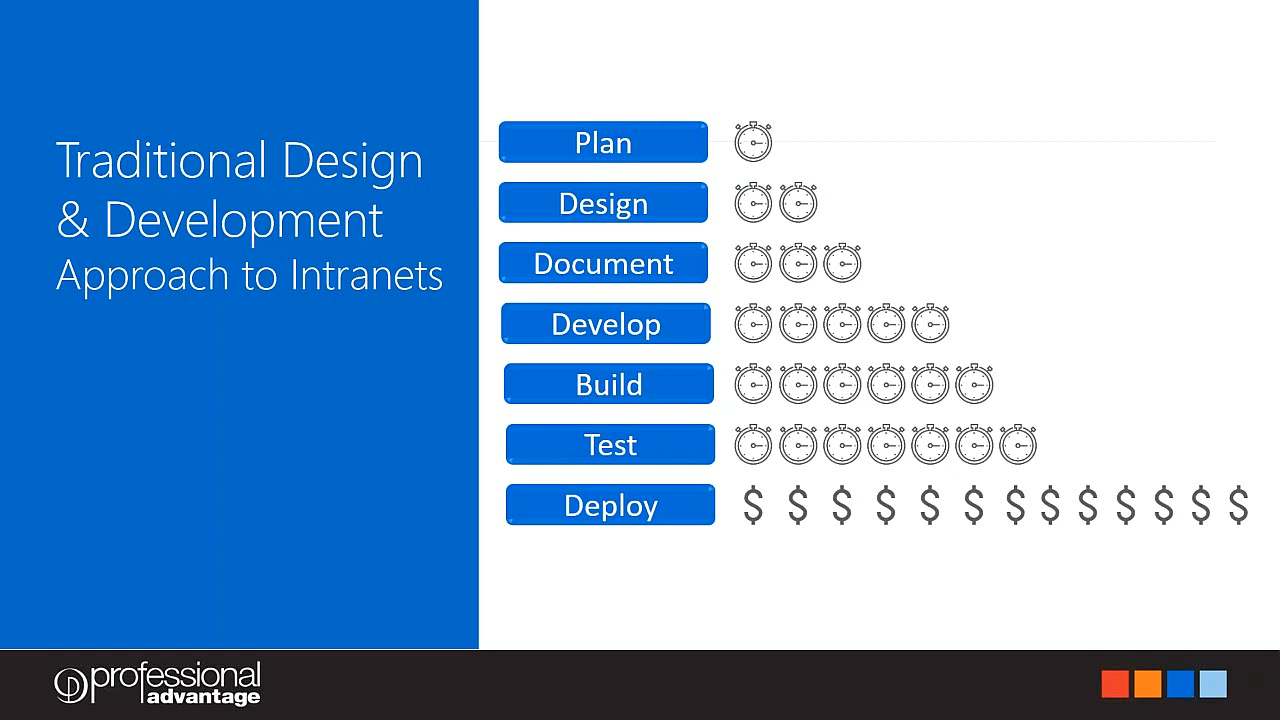 Traditional Design
& Development
Approach to Intranets
Plan
Design
Document
Develop
Build
Test
Deploy $ $ $ $ $ $ $ $ $ $ $ $ $
professional
advantage